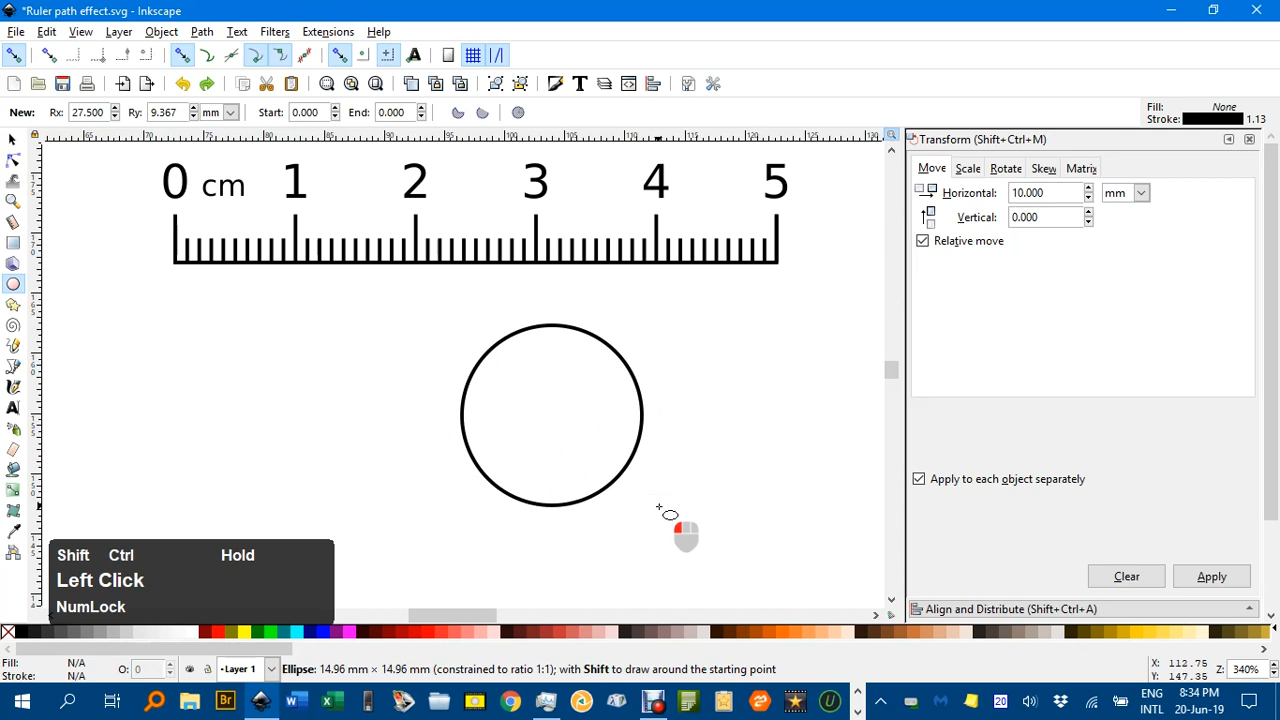 *Ruler path effect.svg - Inkscape
File Edit View Layer Object Path Text Filters Extensions Help
New: Rx: 27.500 Ry: 9.367 mm Start: 0.000 End: 0.000
Fill: None
Stroke: 1.13
Transform (Shift+Ctrl+M)
Move Scale Rotate Skew Matrix
Horizontal: 10.000 mm
Vertical: 0.000
Relative move
0 cm 1 2 3 4 5
Apply to each object separately
Clear Apply
Align and Distribute (Shift+Ctrl+A)
Shift Ctrl Hold
Left Click
NumLock
Fill: N/A
Stroke: N/A
O: 0
Layer 1
Ellipse: 14.96 mm × 14.96 mm (constrained to ratio 1:1); with Shift to draw around the starting point
X: 112.75
Y: 147.35
Z: 340%
Br
20
ENG
INTL
8:34 PM
20-Jun-19